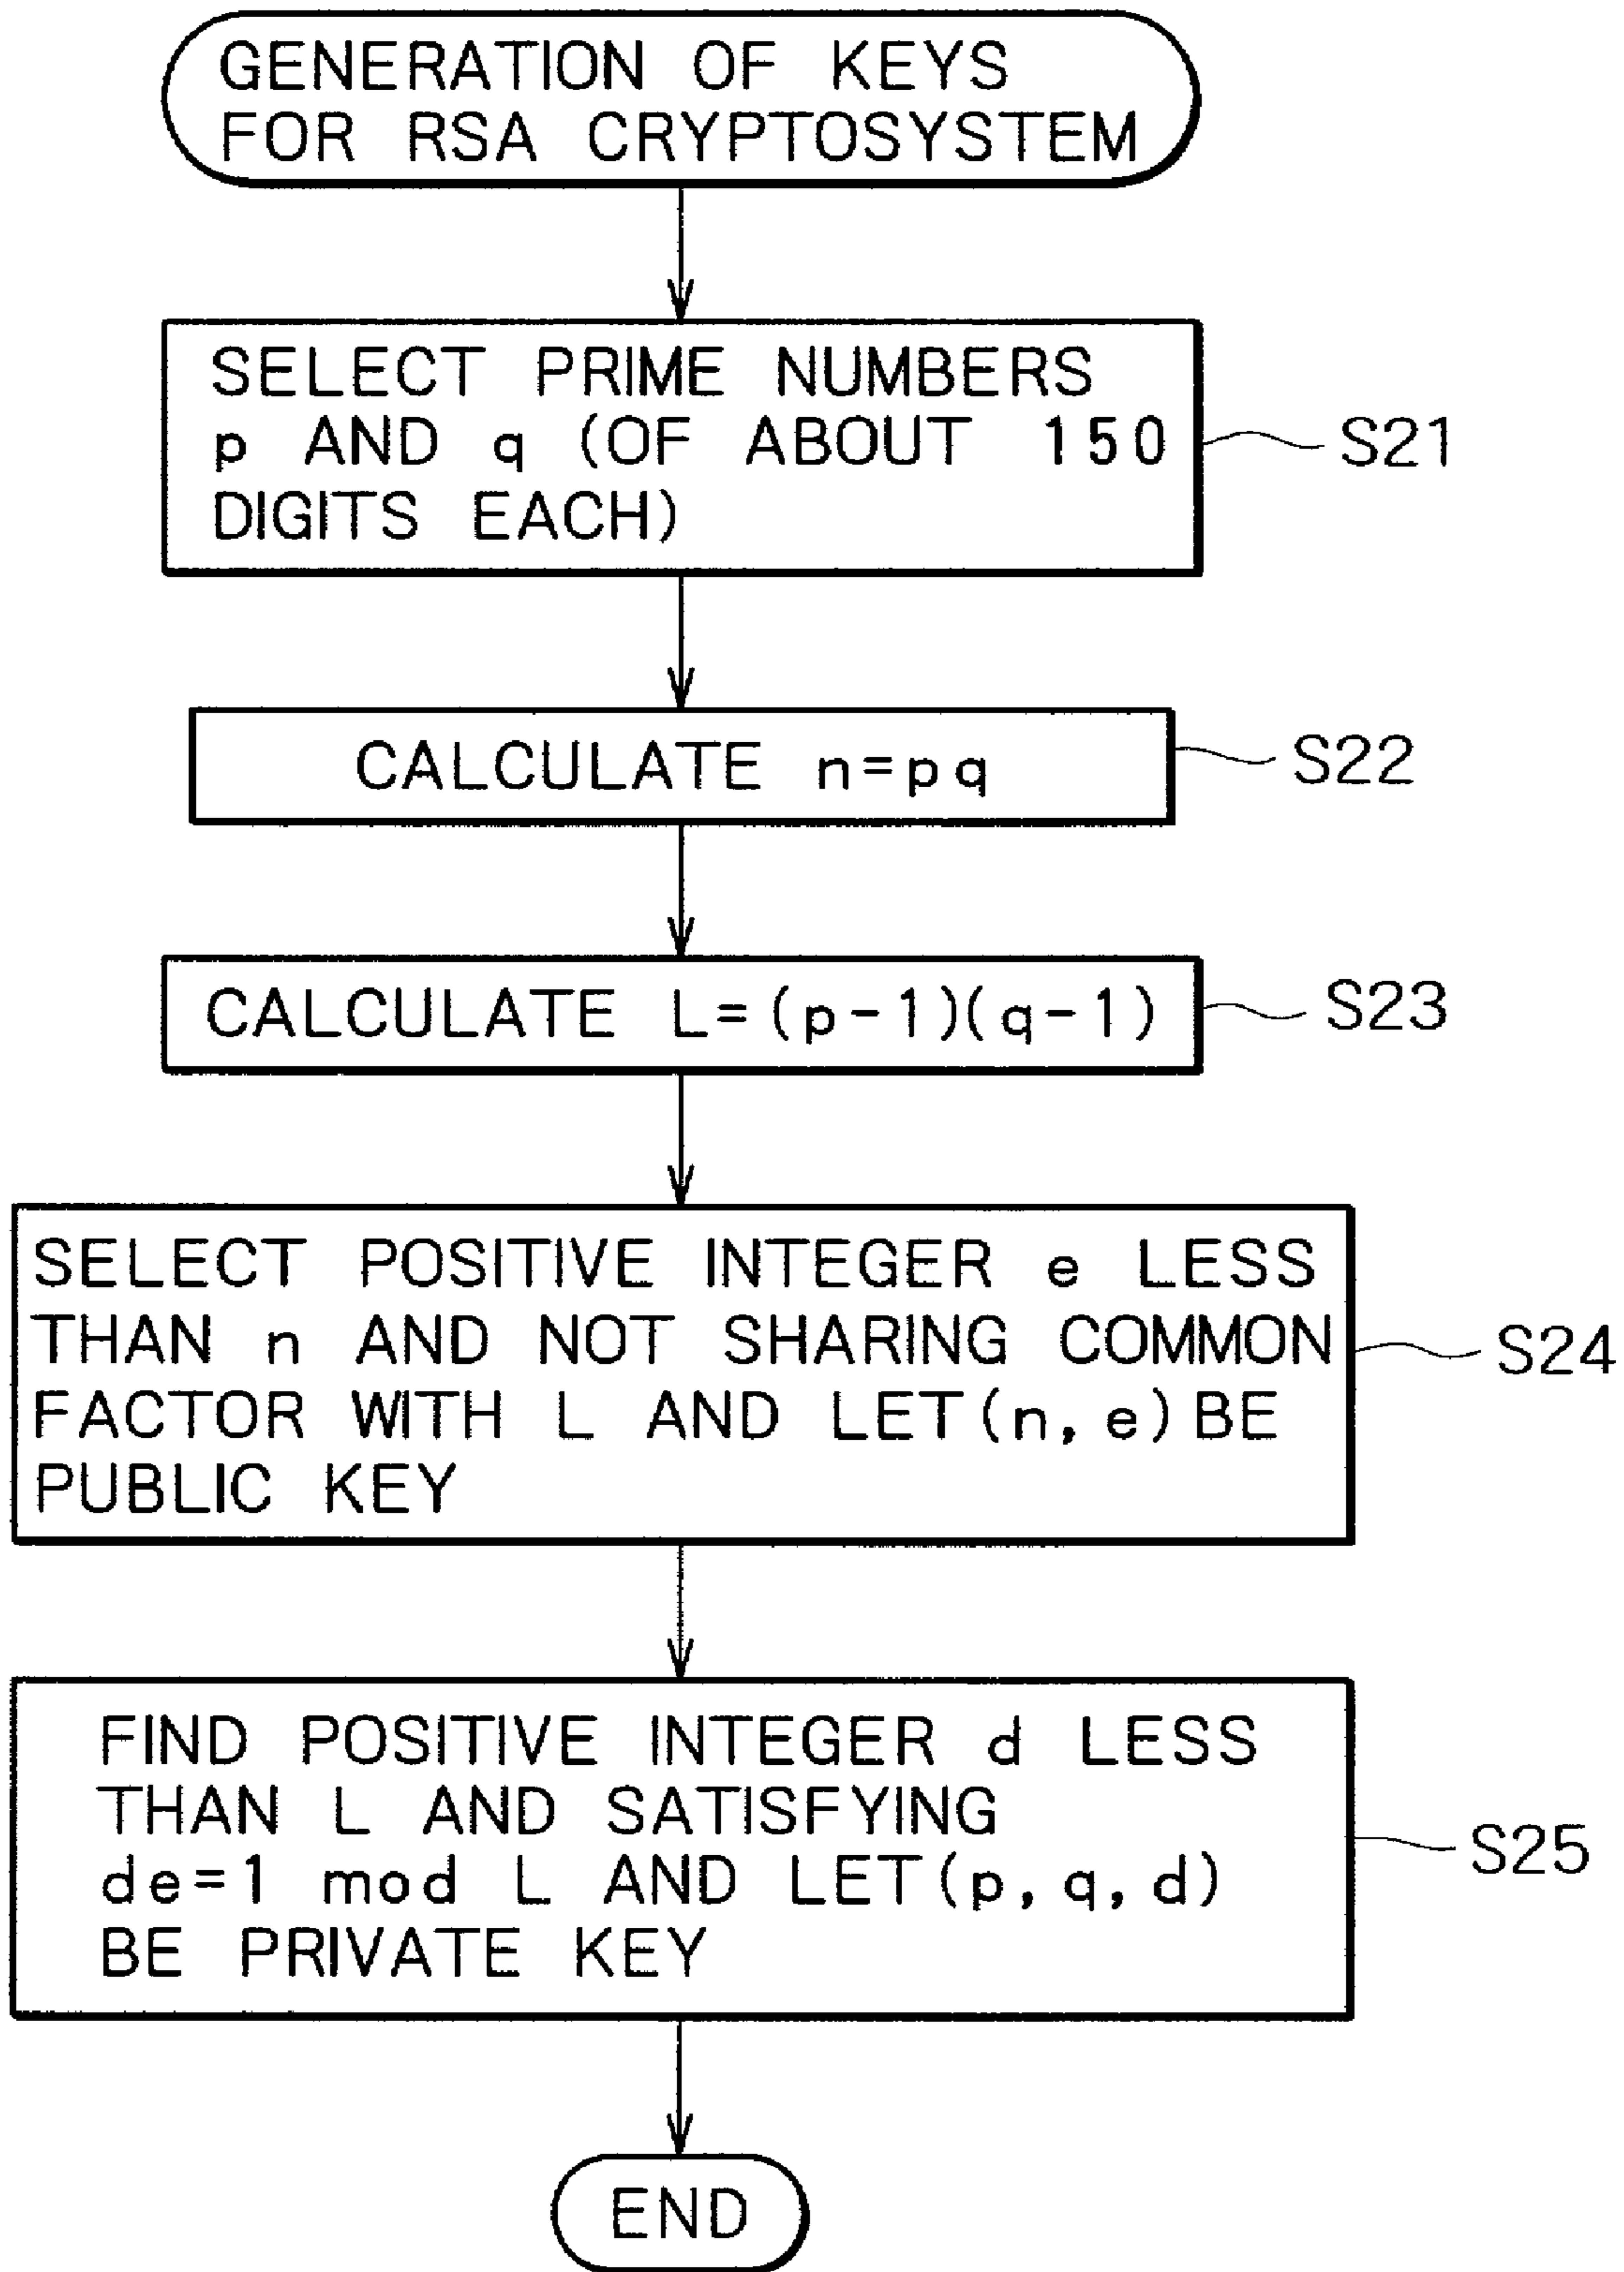 GENERATION OF KEYS
FOR RSA CRYPTOSYSTEM
SELECT PRIME NUMBERS
p AND q (OF ABOUT 150
DIGITS EACH)
S21
CALCULATE n=pq
S22
CALCULATE L=(p-1)(q-1)
S23
SELECT POSITIVE INTEGER e LESS
THAN n AND NOT SHARING COMMON
FACTOR WITH L AND LET(n,e)BE
PUBLIC KEY
S24
FIND POSITIVE INTEGER d LESS
THAN L AND SATISFYING
de=1 mod L AND LET(p,q,d)
BE PRIVATE KEY
S25
END